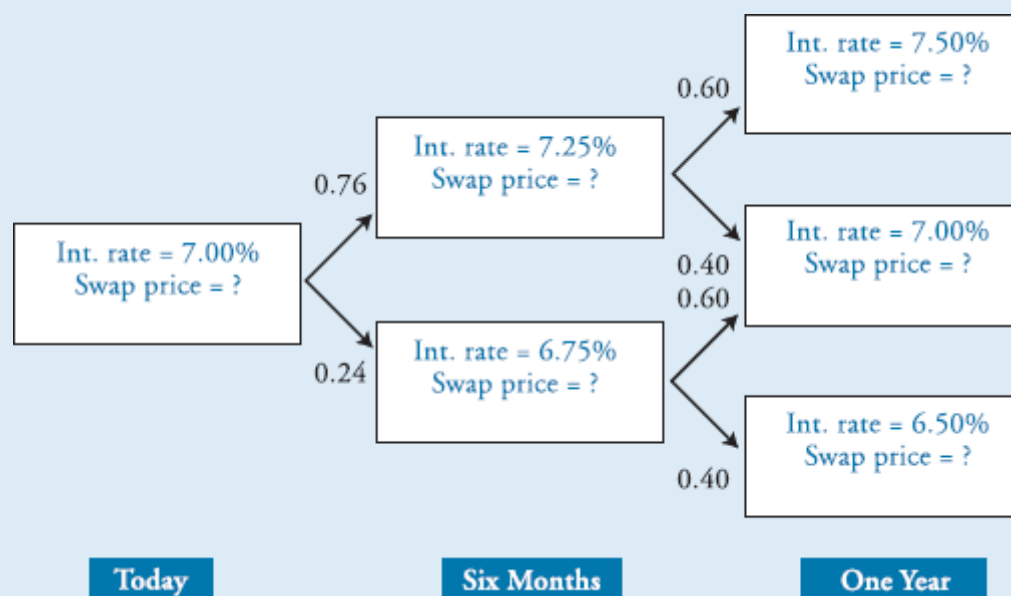 Int. rate = 7.50%
Swap price = ?
0.60
Int. rate = 7.25%
Swap price = ?
0.76
Int. rate = 7.00%
Swap price = ?
0.40
Int. rate = 7.00%
Swap price = ?
0.60
0.24
Int. rate = 6.75%
Swap price = ?
Int. rate = 6.50%
Swap price = ?
0.40
Today
Six Months
One Year